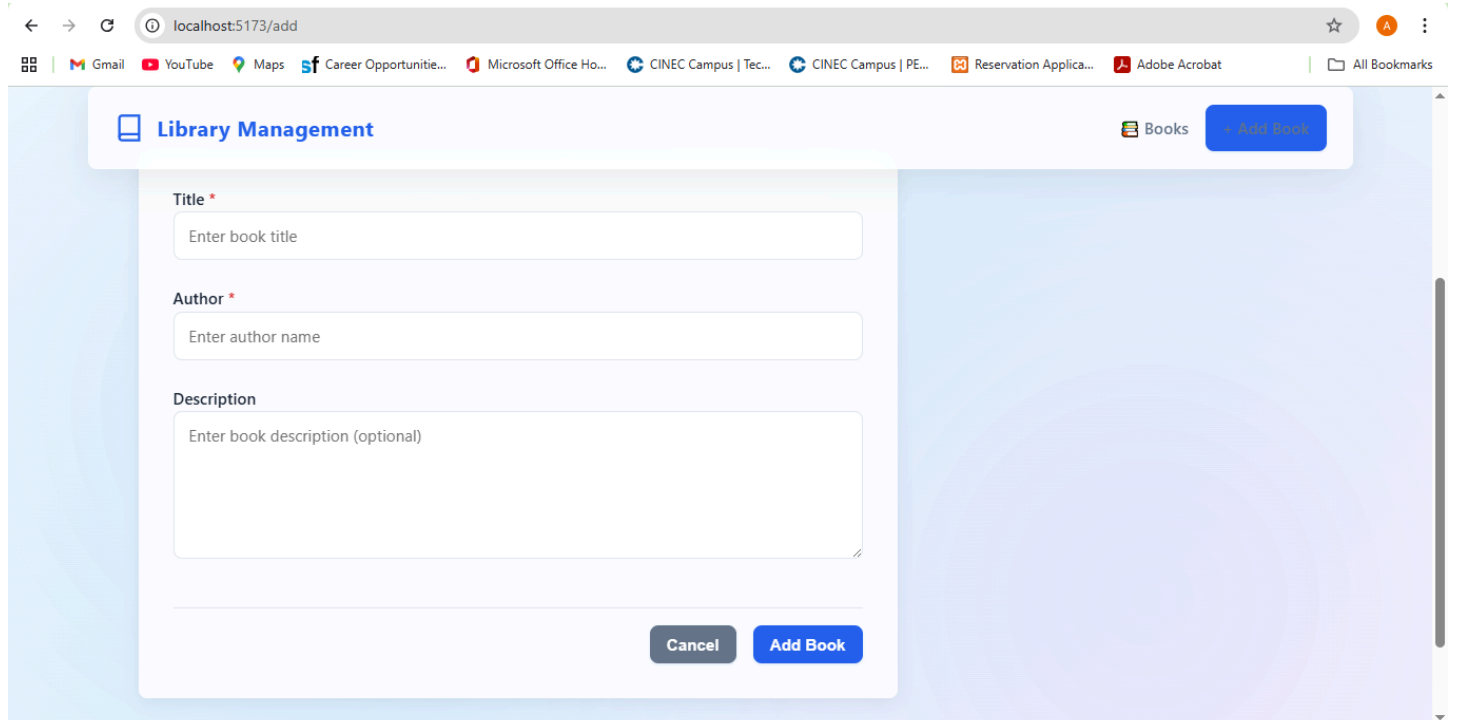 localhost:5173/add
A
Gmail YouTube Maps Career Opportunitie... Microsoft Office Ho... CINEC Campus | Tec... CINEC Campus | PE... Reservation Applica... Adobe Acrobat All Bookmarks
Library Management Books + Add Book
Title *
Enter book title
Author *
Enter author name
Description
Enter book description (optional)
Cancel Add Book